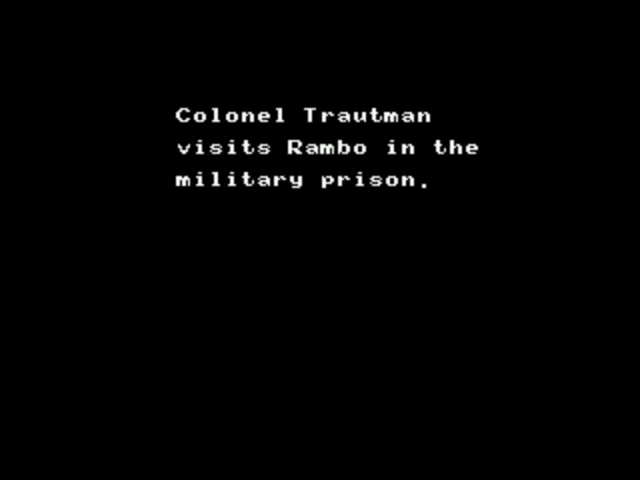 Colonel Trautman
visits Rambo in the
military prison.